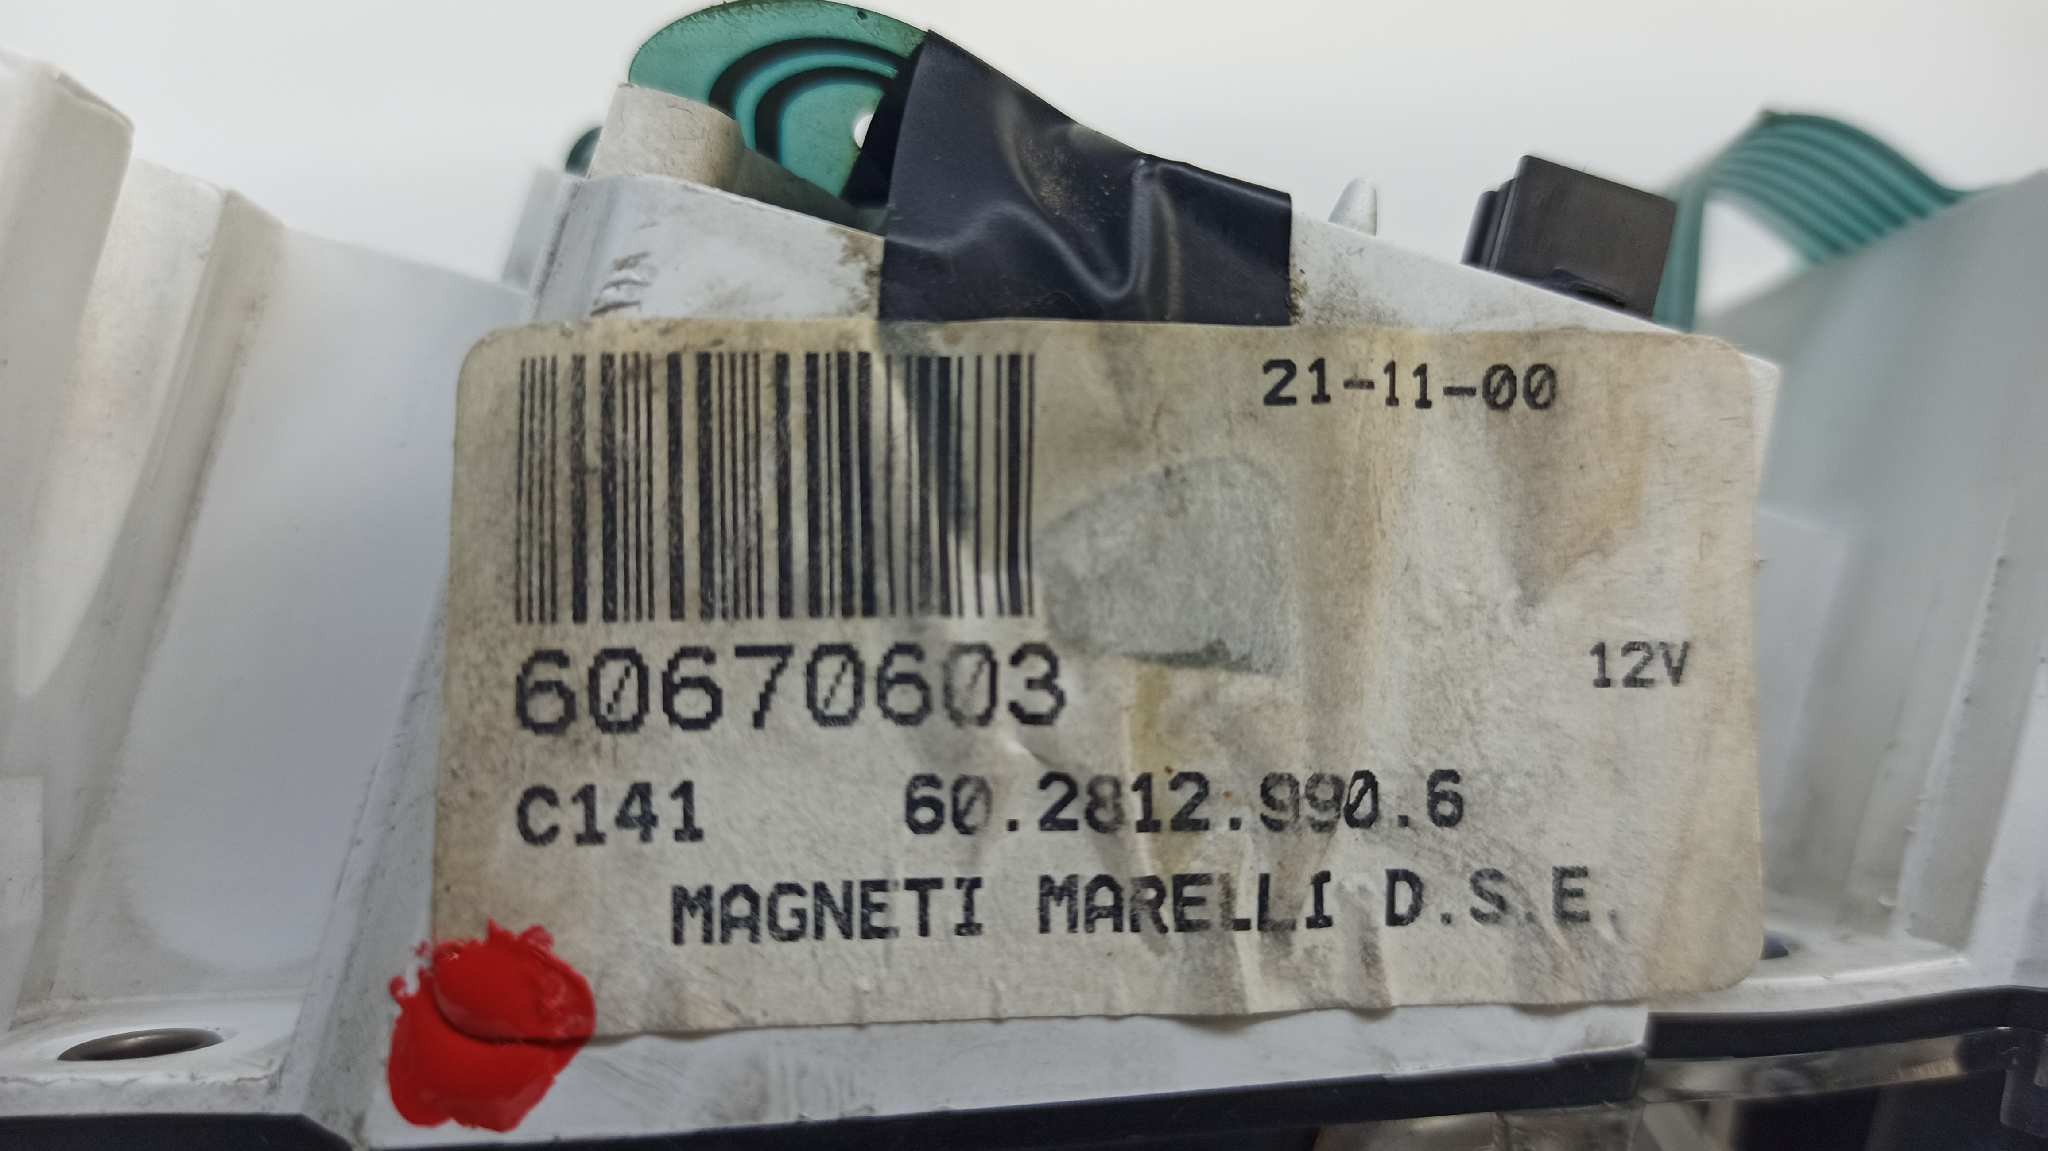 21-11-00
60670603
12V
C141 60.2812.990.6
MAGNETI MARELLI D.S.E.